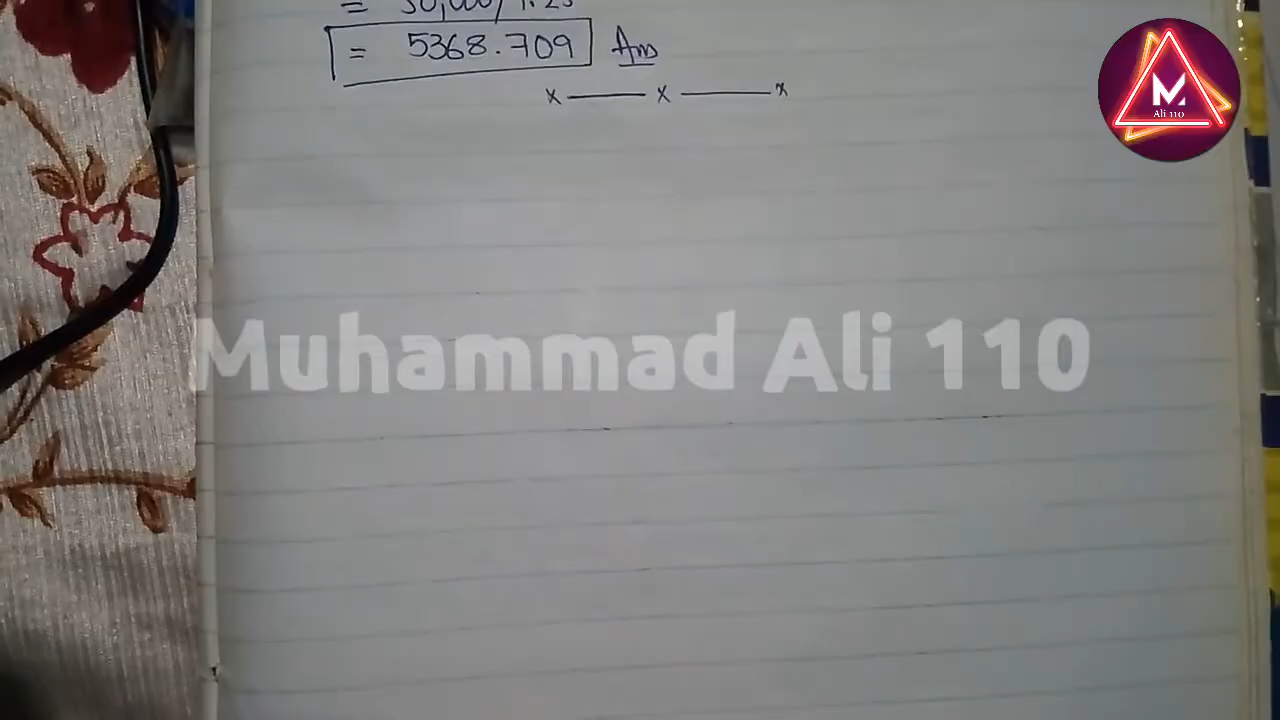 = 5368.709 Ans
x —— x —— x
M
Ali 110
Muhammad Ali 110